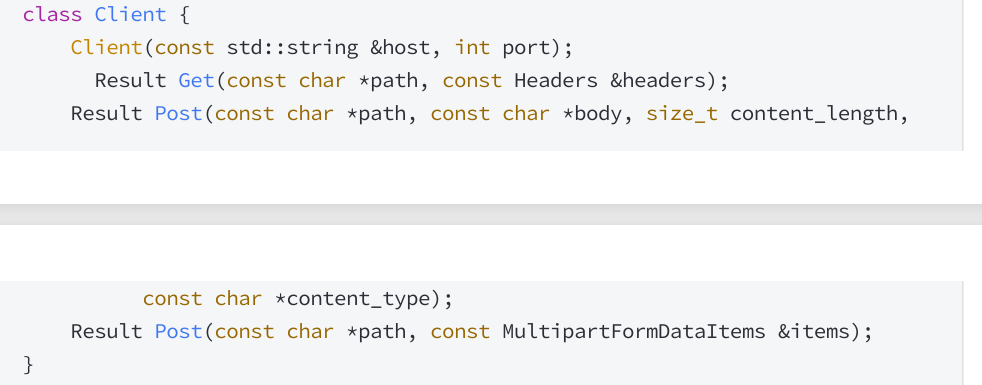 class Client {
    Client(const std::string &host, int port);
      Result Get(const char *path, const Headers &headers);
    Result Post(const char *path, const char *body, size_t content_length,
          const char *content_type);
    Result Post(const char *path, const MultipartFormDataItems &items);
}